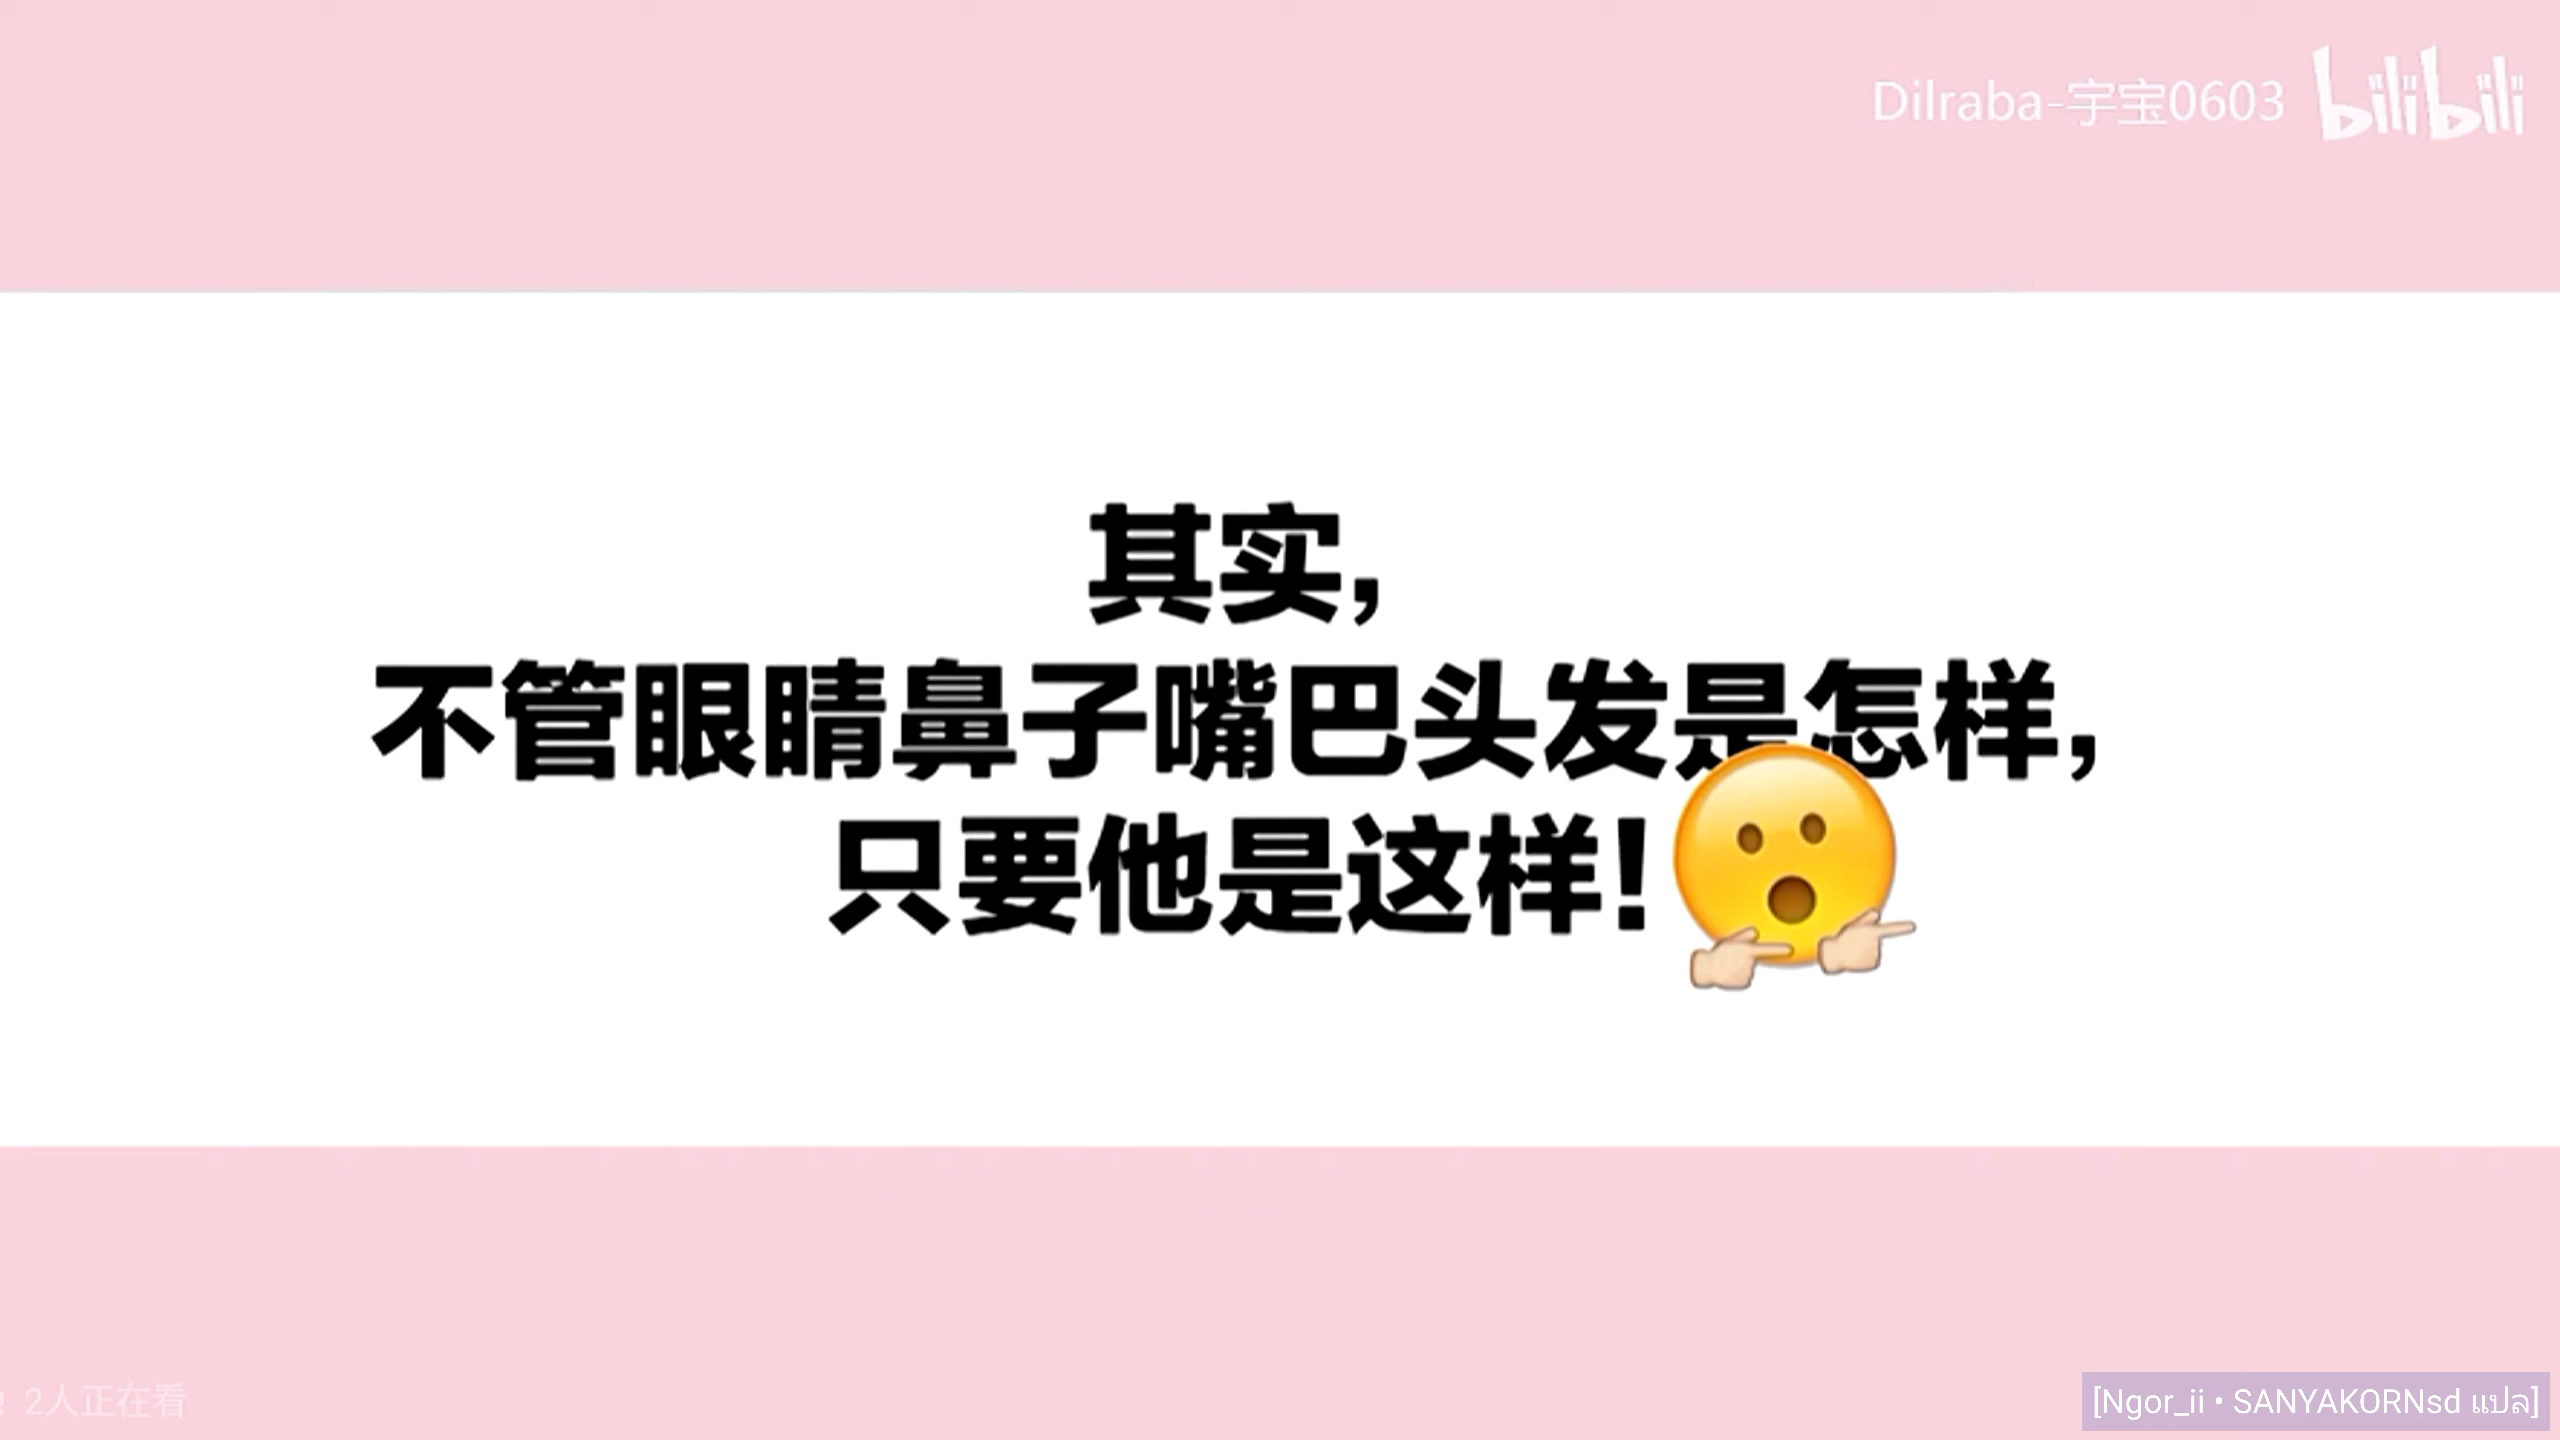 Dilraba-宇宝0603 bilibili
其实,
不管眼睛鼻子嘴巴头发是怎样,
只要他是这样!
2人正在看
[Ngor_ii • SANYAKORNsd แปล]